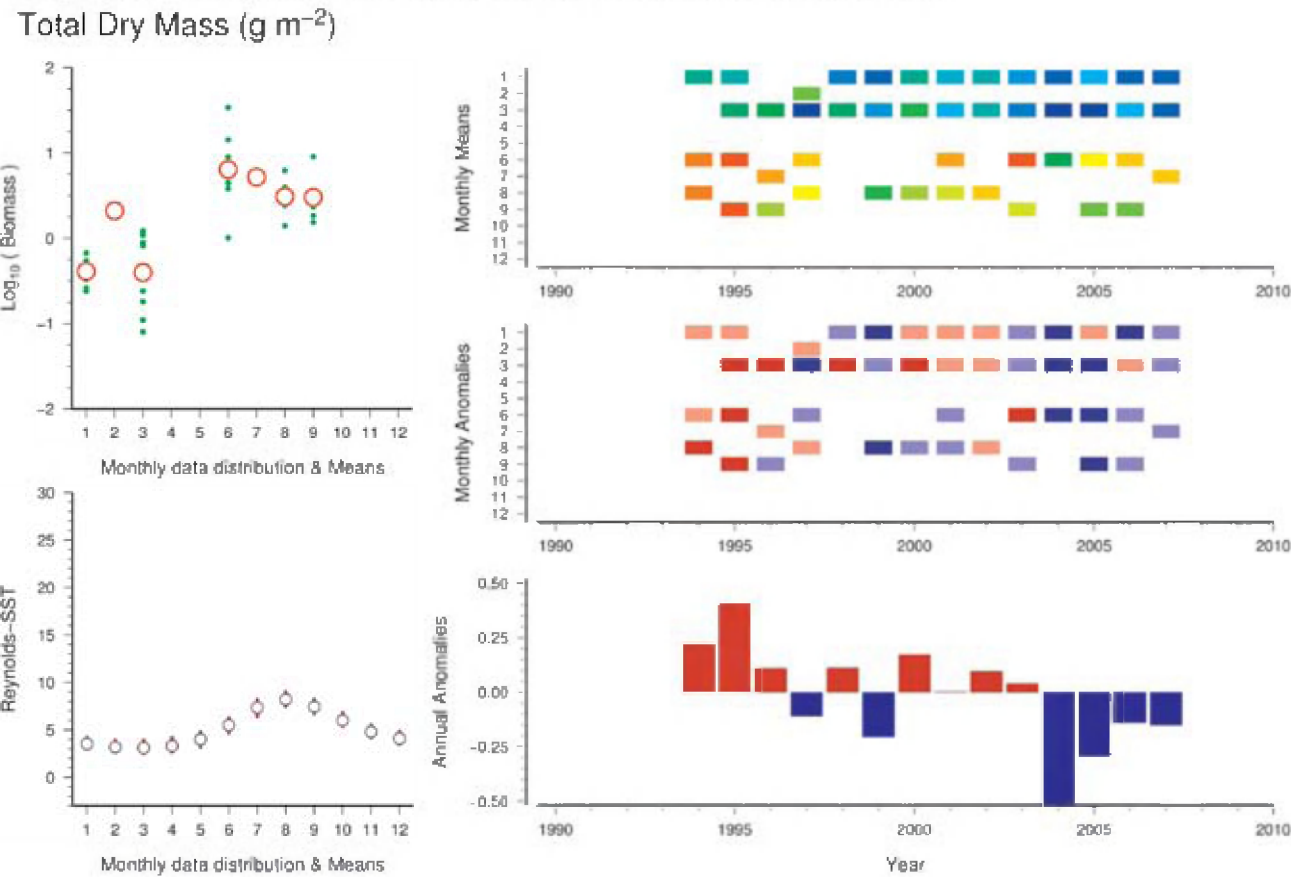 Total Dry Mass (g m⁻²)
Log₁₀ ( Biomass )
2
1
0
−1
−2
1 2 3 4 5 6 7 8 9 10 11 12
Monthly data distribution & Means
Reynolds−SST
30
25
20
15
10
5
0
1 2 3 4 5 6 7 8 9 10 11 12
Monthly data distribution & Means
Monthly Means
1
2
3
4
5
6
7
8
9
10
11
12
1990 1995 2000 2005 2010
Monthly Anomalies
1
2
3
4
5
6
7
8
9
10
11
12
1990 1995 2000 2005 2010
Annual Anomalies
0.50
0.25
0.00
-0.25
-0.50
1990 1995 2000 2005 2010
Year